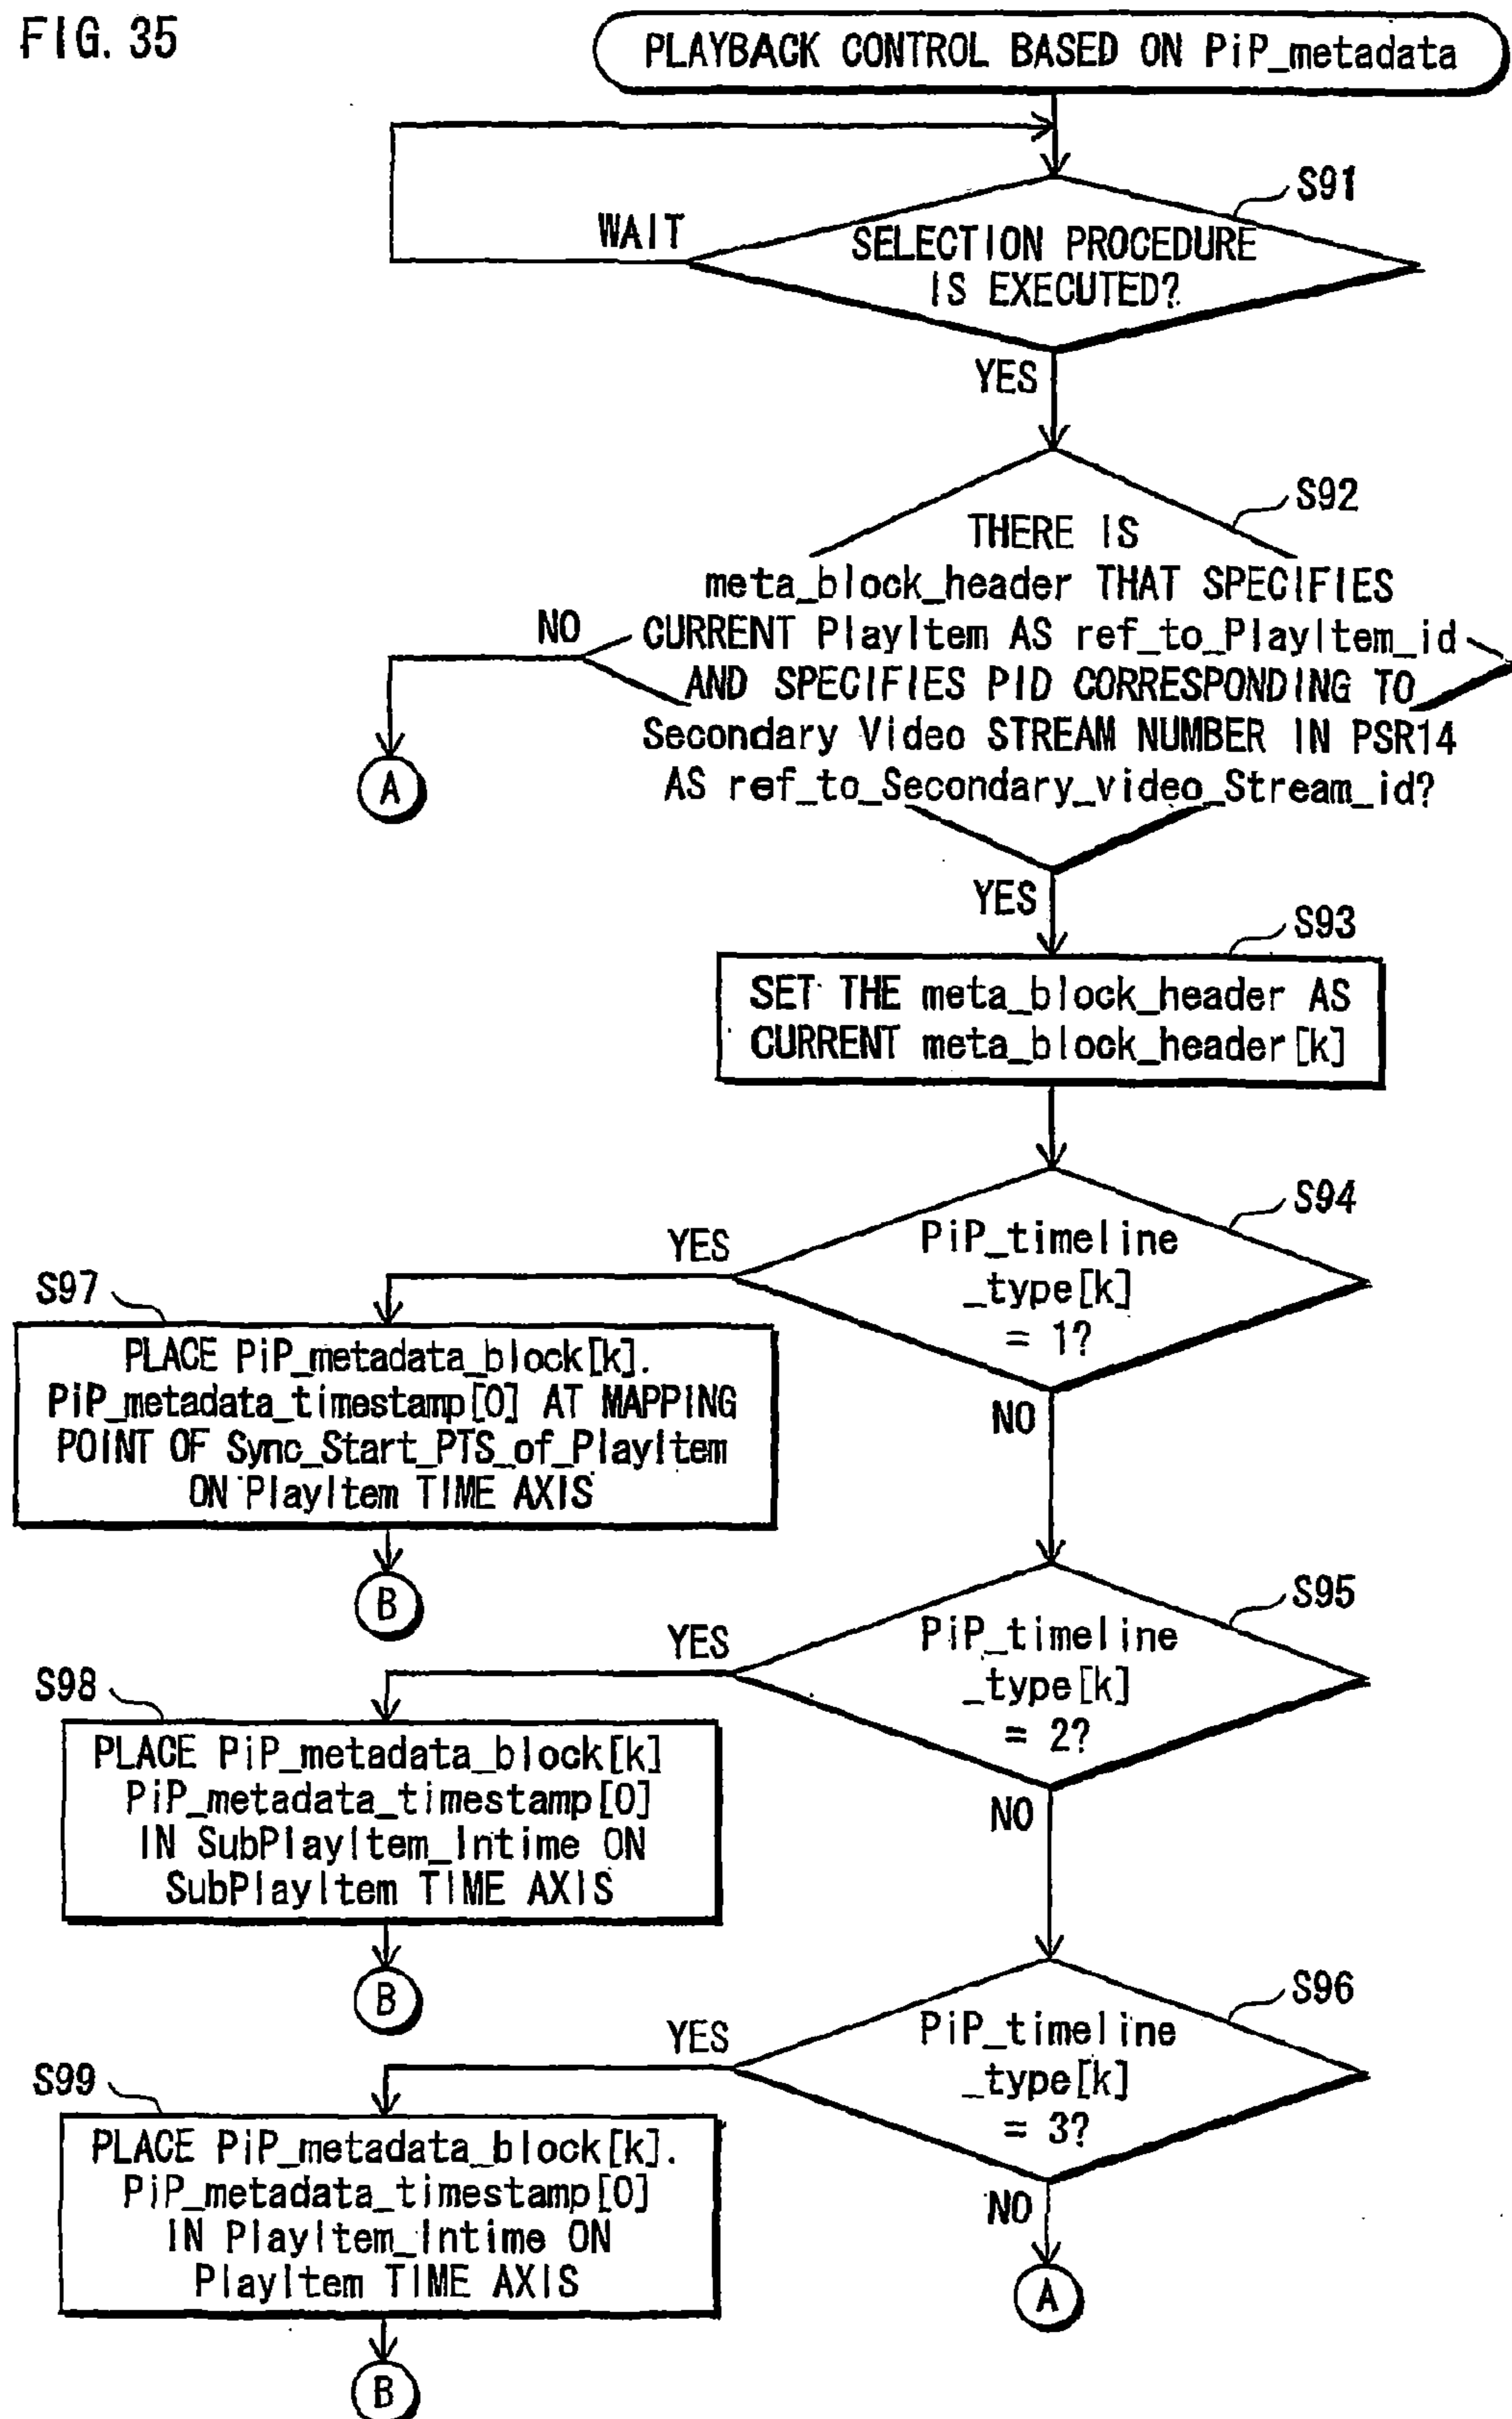 FIG. 35
PLAYBACK CONTROL BASED ON PiP_metadata
S91
WAIT
SELECTION PROCEDURE
IS EXECUTED?
YES
S92
THERE IS
meta_block_header THAT SPECIFIES
NO
CURRENT PlayItem AS ref_to_PlayItem_id
AND SPECIFIES PID CORRESPONDING TO
Secondary Video STREAM NUMBER IN PSR14
AS ref_to_Secondary_video_Stream_id?
A
YES
S93
SET THE meta_block_header AS
CURRENT meta_block_header[k]
S94
YES
PiP_timeline
_type[k]
= 1?
S97
PLACE PiP_metadata_block[k].
PiP_metadata_timestamp[0] AT MAPPING
POINT OF Sync_Start_PTS_of_PlayItem
ON PlayItem TIME AXIS
NO
B
S95
YES
PiP_timeline
_type[k]
= 2?
S98
PLACE PiP_metadata_block[k]
PiP_metadata_timestamp[0]
IN SubPlayItem_Intime ON
SubPlayItem TIME AXIS
NO
B
S96
YES
PiP_timeline
_type[k]
= 3?
S99
PLACE PiP_metadata_block[k].
PiP_metadata_timestamp[0]
IN PlayItem_Intime ON
PlayItem TIME AXIS
NO
A
B